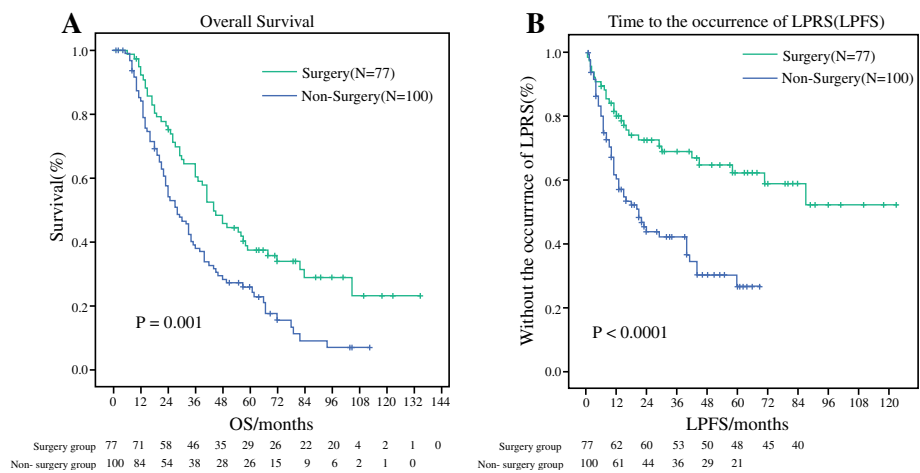 A
Overall Survival
Survival(%)
1.0
0.8
0.6
0.4
0.2
0.0
Surgery(N=77)
Non-Surgery(N=100)
P = 0.001
0 12 24 36 48 60 72 84 96 108 120 132 144
OS/months
Surgery group 77 71 58 46 35 29 26 22 20 4 2 1 0
Non- surgery group 100 84 54 38 28 26 15 9 6 2 1 0
B
Time to the occurrence of LPRS(LPFS)
Without the occurrrnce of LPRS(%)
1.0
0.8
0.6
0.4
0.2
0.0
Surgery(N=77)
Non-Surgery(N=100)
P < 0.0001
0 12 24 36 48 60 72 84 96 108 120
LPFS/months
Surgery group 77 62 60 53 50 48 45 40
Non- surgery group 100 61 44 36 29 21